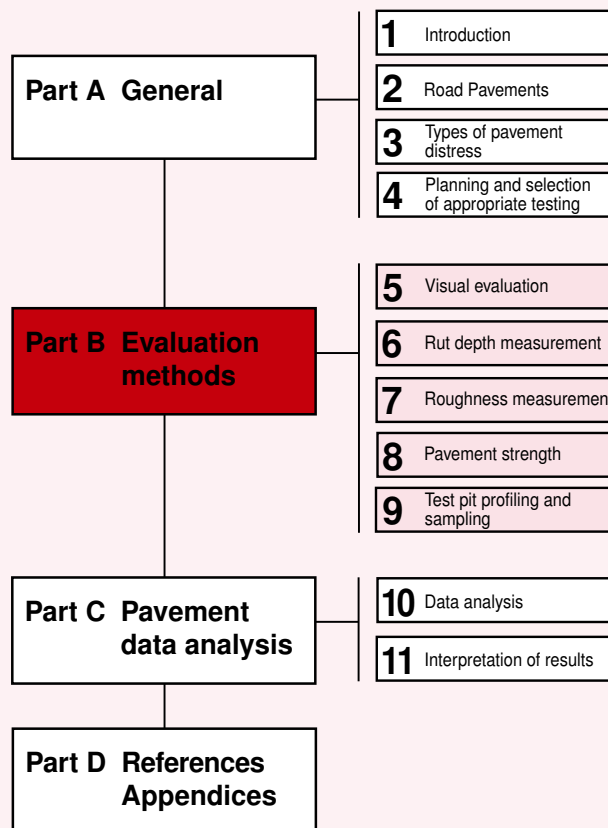 Part A General
1 Introduction
2 Road Pavements
3 Types of pavement
distress
4 Planning and selection
of appropriate testing
Part B Evaluation
methods
5 Visual evaluation
6 Rut depth measurement
7 Roughness measuremen
8 Pavement strength
9 Test pit profiling and
sampling
Part C Pavement
data analysis
10 Data analysis
11 Interpretation of results
Part D References
Appendices